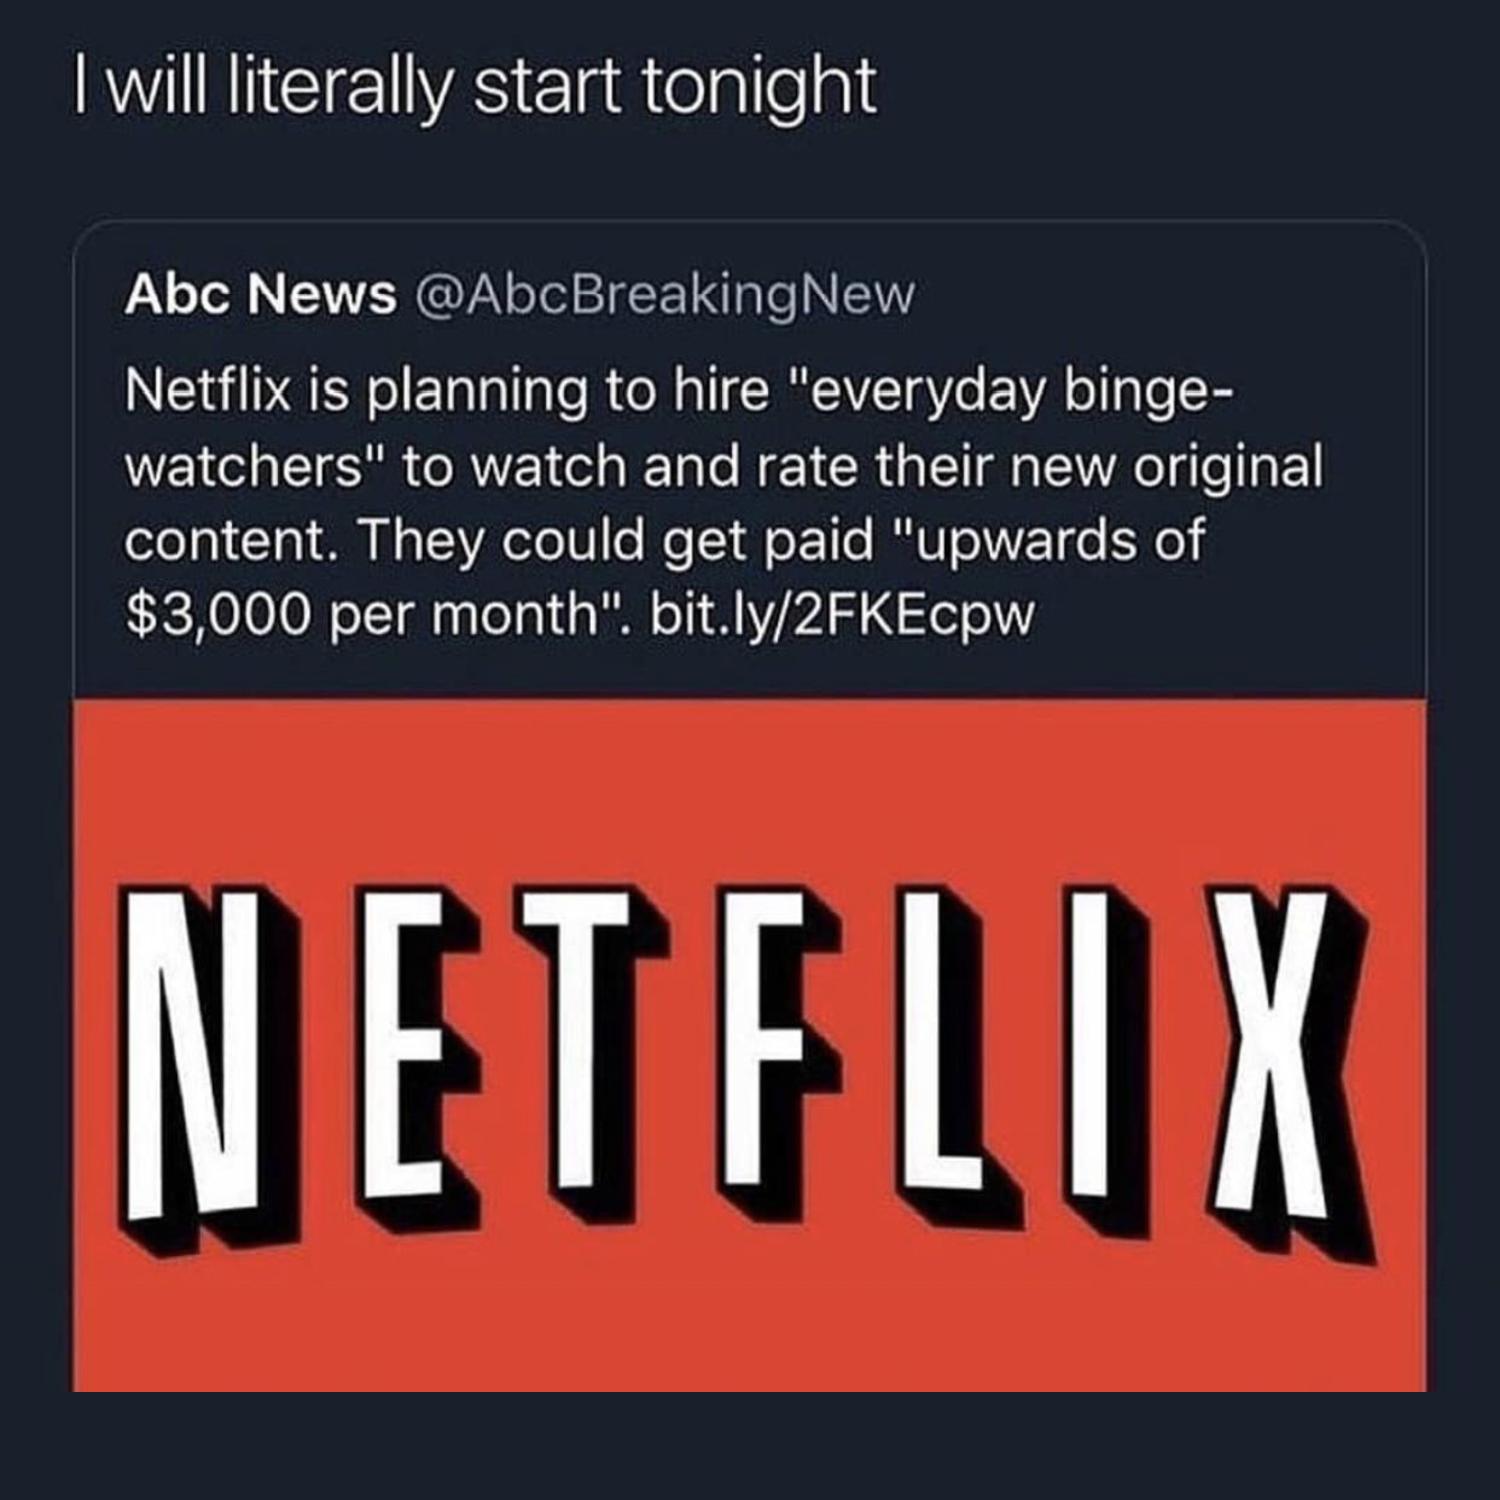 I will literally start tonight
Abc News @AbcBreakingNew
Netflix is planning to hire "everyday binge-
watchers" to watch and rate their new original
content. They could get paid "upwards of
$3,000 per month". bit.ly/2FKEcpw
NETFLIX